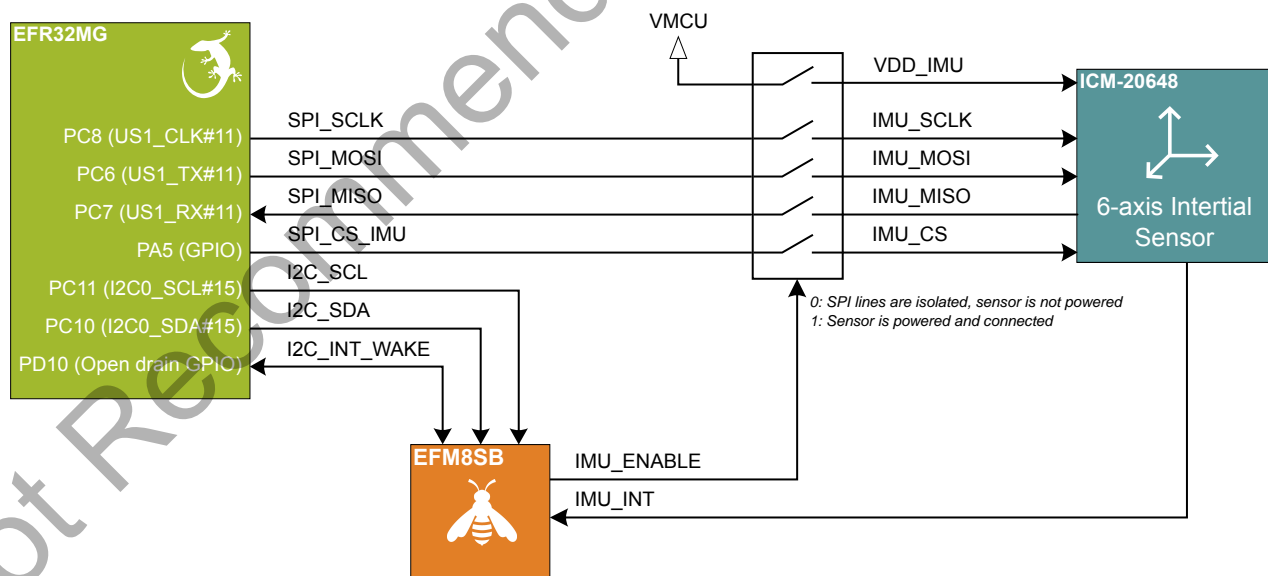 EFR32MG
VMCU
VDD_IMU
ICM-20648
PC8 (US1_CLK#11)
SPI_SCLK
IMU_SCLK
PC6 (US1_TX#11)
SPI_MOSI
IMU_MOSI
PC7 (US1_RX#11)
SPI_MISO
IMU_MISO
6-axis Intertial
Sensor
PA5 (GPIO)
SPI_CS_IMU
IMU_CS
PC11 (I2C0_SCL#15)
I2C_SCL
0: SPI lines are isolated, sensor is not powered
1: Sensor is powered and connected
PC10 (I2C0_SDA#15)
I2C_SDA
PD10 (Open drain GPIO)
I2C_INT_WAKE
EFM8SB
IMU_ENABLE
IMU_INT
ot Recommenc